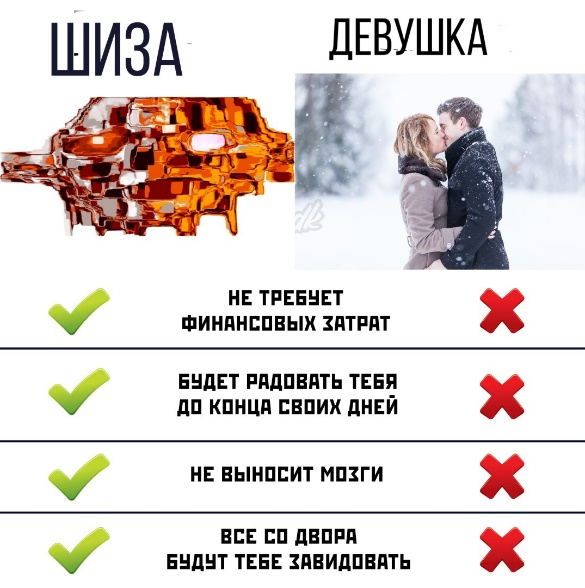 ШИЗА
ДЕВУШКА
dk
НЕ ТРЕБУЕТ
ФИНАНСОВЫХ ЗАТРАТ
БУДЕТ РАДОВАТЬ ТЕБЯ
ДО КОНЦА СВОИХ ДНЕЙ
НЕ ВЫНОСИТ МОЗГИ
ВСЕ СО ДВОРА
БУДУТ ТЕБЕ ЗАВИДОВАТЬ